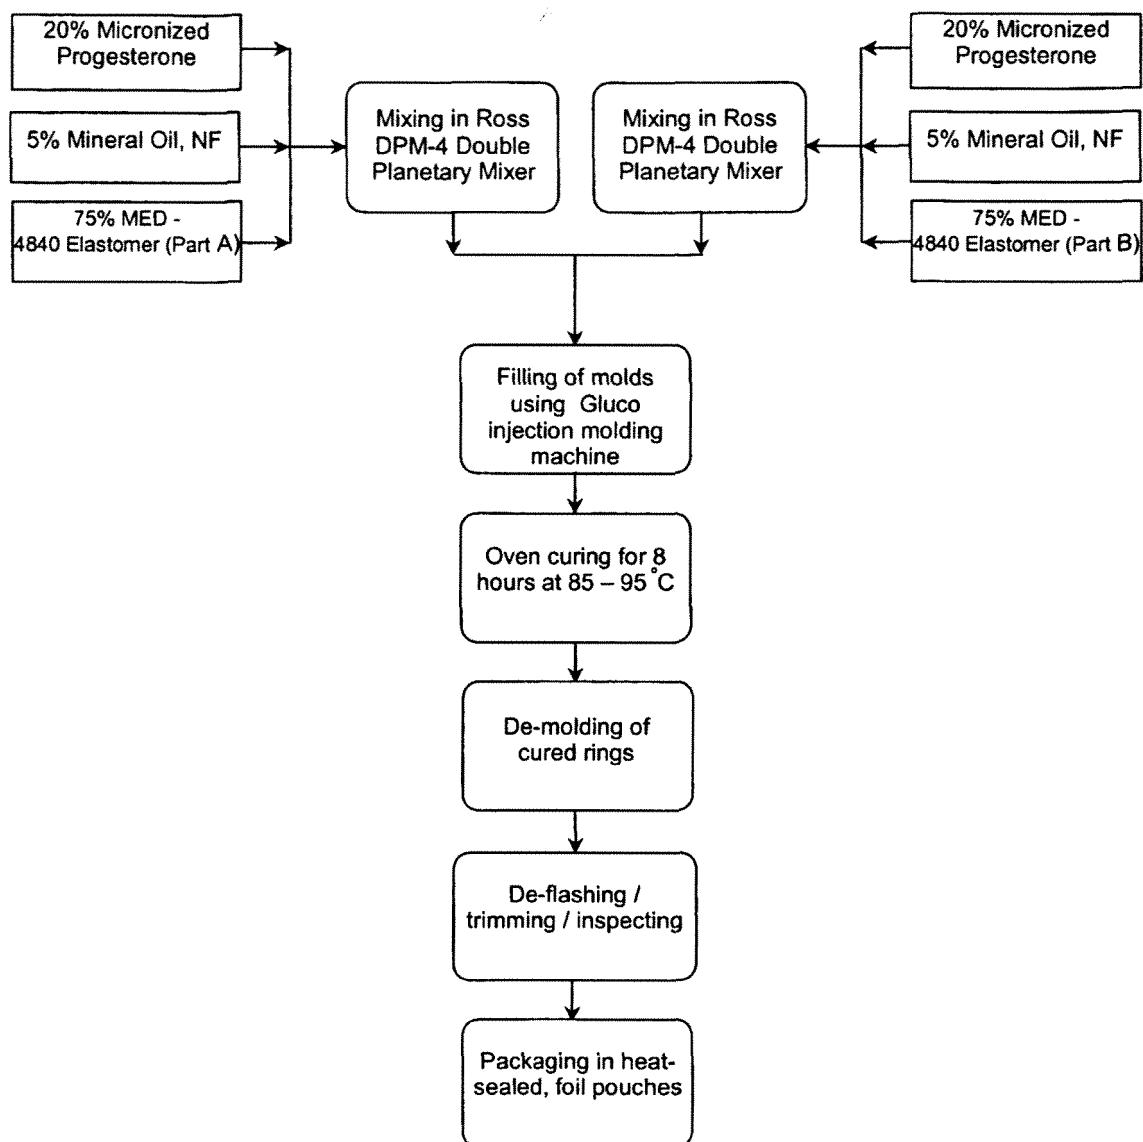 20% Micronized
Progesterone
5% Mineral Oil, NF
75% MED -
4840 Elastomer (Part A)
Mixing in Ross
DPM-4 Double
Planetary Mixer
Mixing in Ross
DPM-4 Double
Planetary Mixer
20% Micronized
Progesterone
5% Mineral Oil, NF
75% MED -
4840 Elastomer (Part B)
Filling of molds
using Gluco
injection molding
machine
Oven curing for 8
hours at 85 – 95 °C
De-molding of
cured rings
De-flashing /
trimming / inspecting
Packaging in heat-
sealed, foil pouches